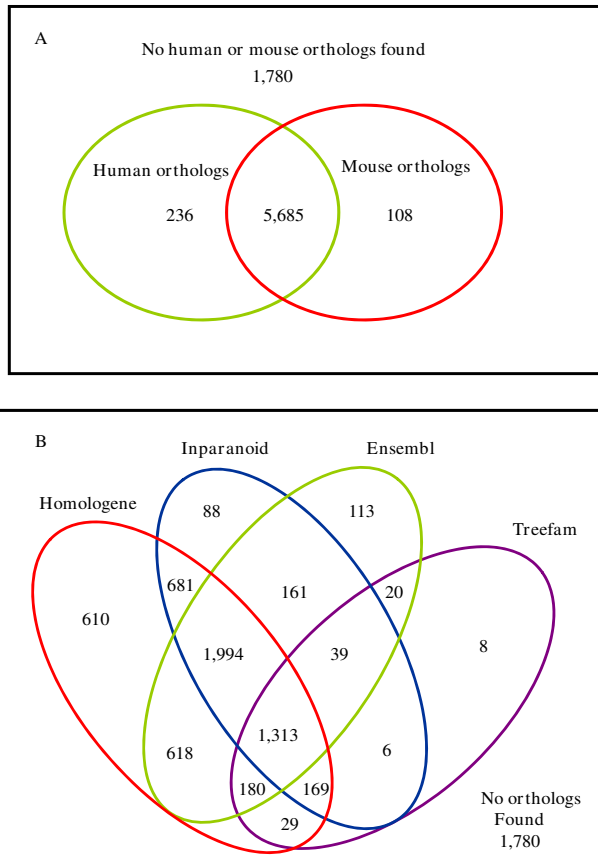 A
No human or mouse orthologs found
1,780
Human orthologs
Mouse orthologs
236
5,685
108
B
Inparanoid
Ensembl
Homologene
Treefam
88
113
681
161
20
610
1,994
39
8
618
1,313
6
180
169
29
No orthologs
Found
1,780